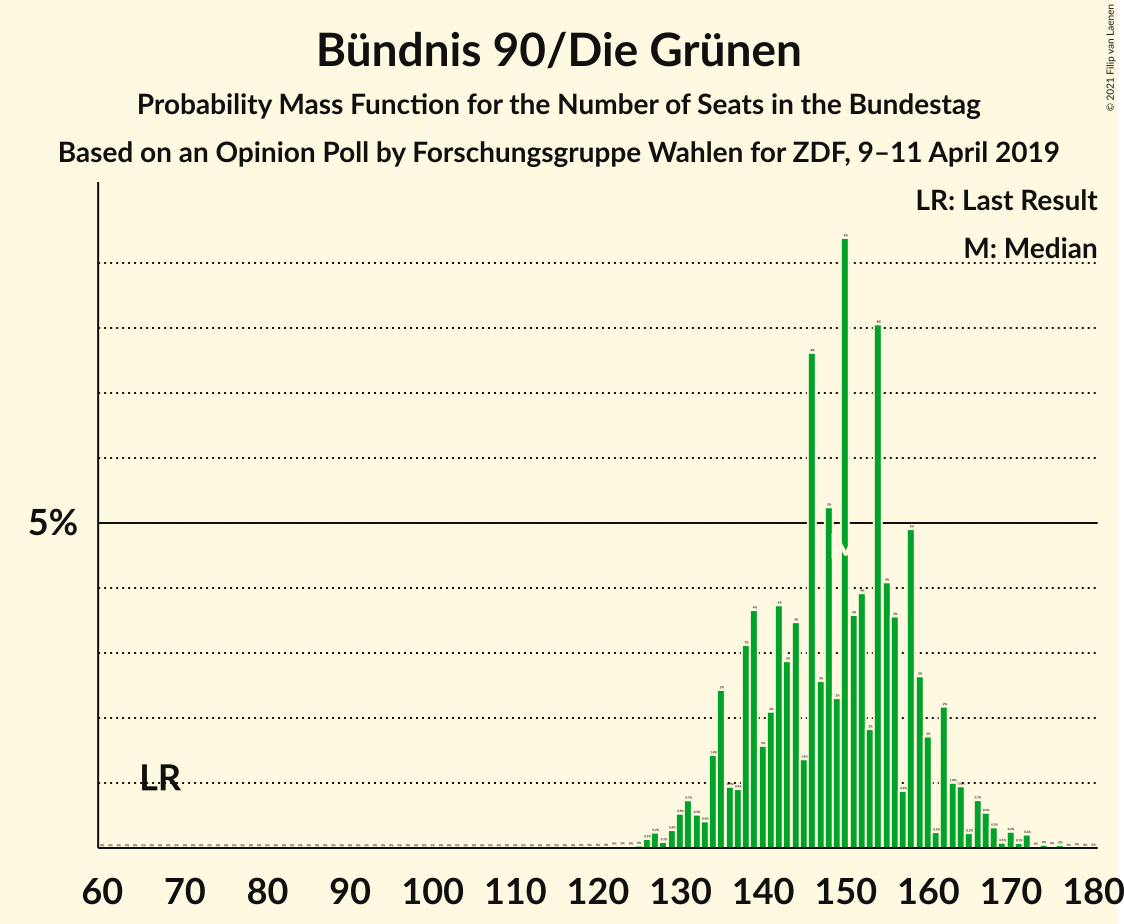 Bündnis 90/Die Grünen
Probability Mass Function for the Number of Seats in the Bundestag
Based on an Opinion Poll by Forschungsgruppe Wahlen for ZDF, 9–11 April 2019
© 2021 Filip van Laenen
LR: Last Result
M: Median
5%
LR
60 70 80 90 100 110 120 130 140 150 160 170 180